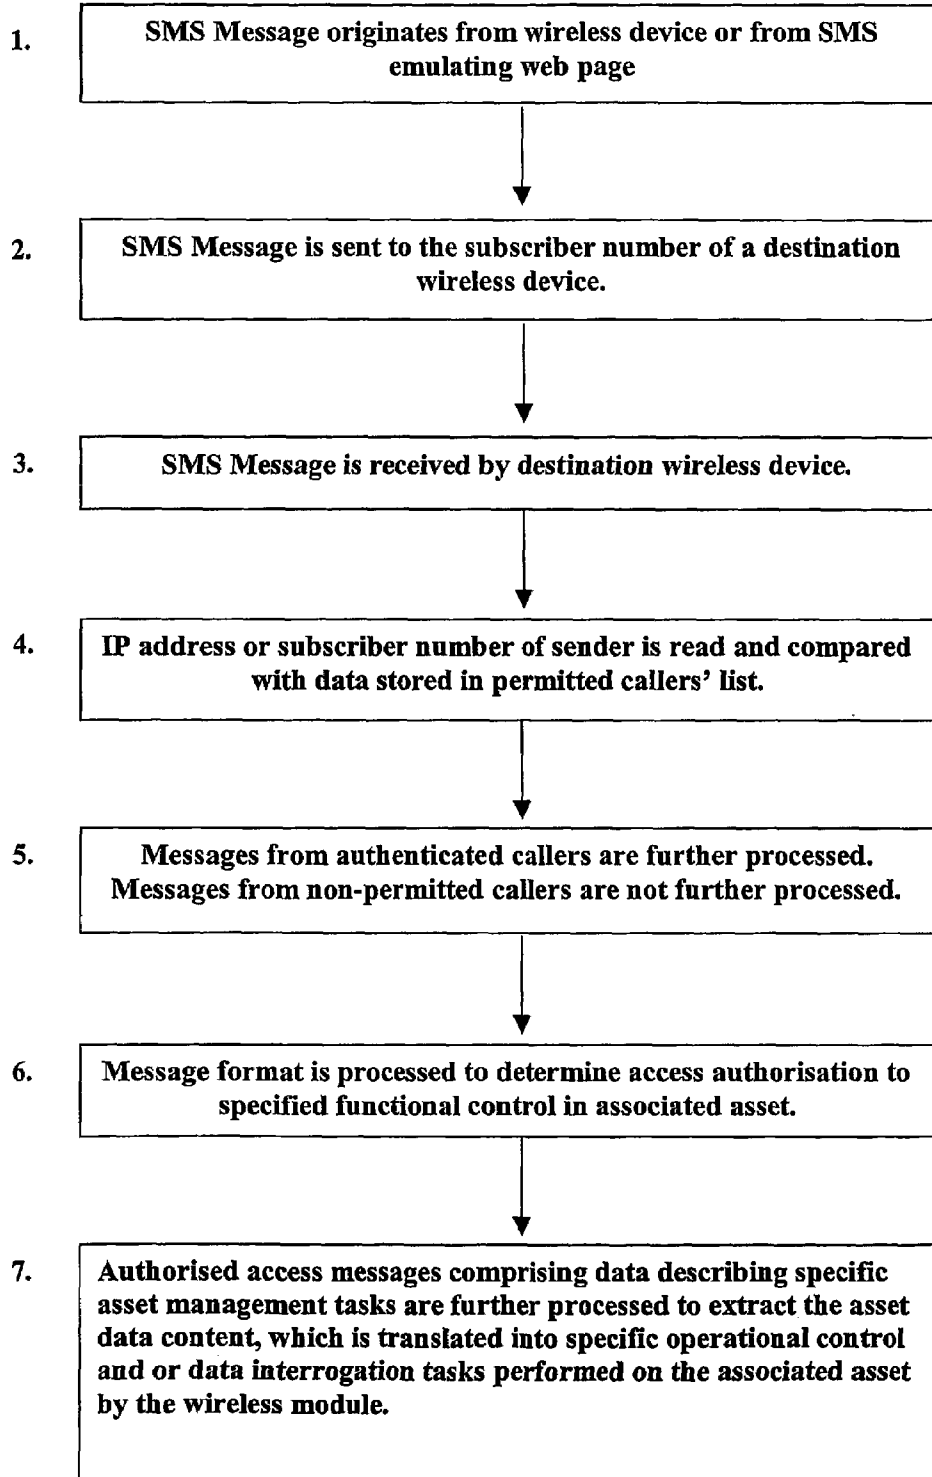 1.
SMS Message originates from wireless device or from SMS
emulating web page
2.
SMS Message is sent to the subscriber number of a destination
wireless device.
3.
SMS Message is received by destination wireless device.
4.
IP address or subscriber number of sender is read and compared
with data stored in permitted callers’ list.
5.
Messages from authenticated callers are further processed.
Messages from non-permitted callers are not further processed.
6.
Message format is processed to determine access authorisation to
specified functional control in associated asset.
7.
Authorised access messages comprising data describing specific
asset management tasks are further processed to extract the asset
data content, which is translated into specific operational control
and or data interrogation tasks performed on the associated asset
by the wireless module.